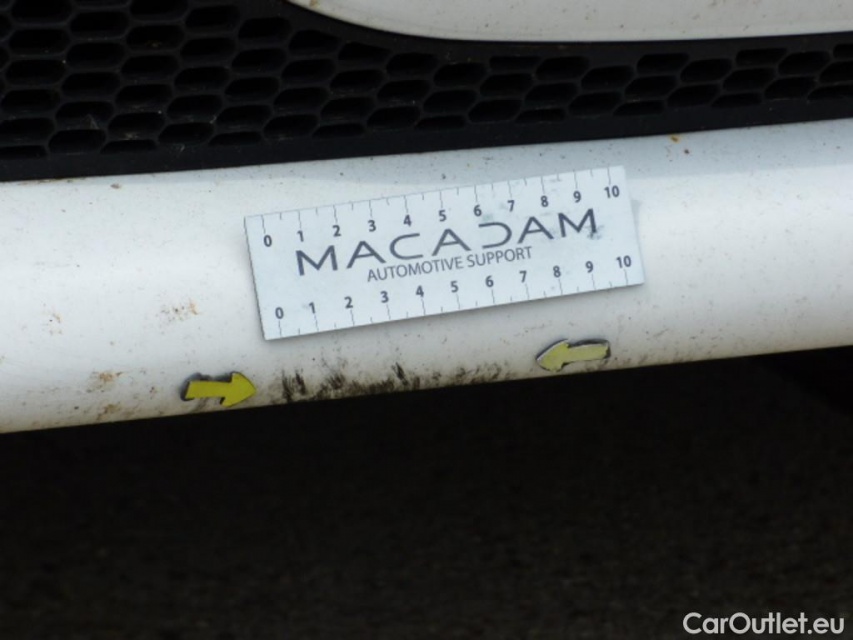 0 1 2 3 4 5 6 7 8 9 10
MACADAM
AUTOMOTIVE SUPPORT
0 1 2 3 4 5 6 7 8 9 10
CarOutlet.eu